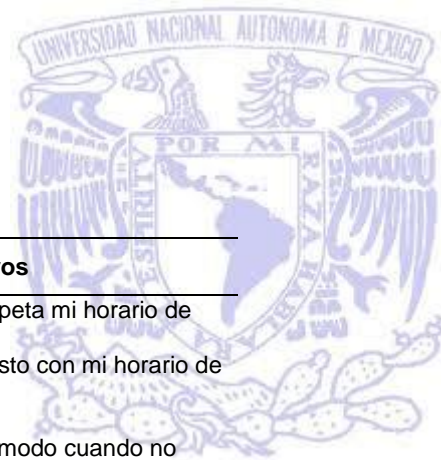 UNIVERSIDAD NACIONAL AUTONOMA D MEXICO
POR MI RAZA HABLARA
EL ESPIRITU
os
peta mi horario de
sto con mi horario de
modo cuando no